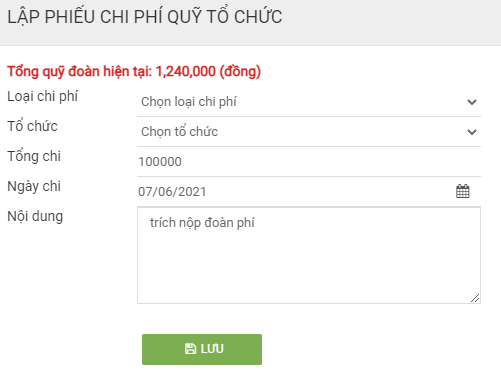 LẬP PHIẾU CHI PHÍ QUỸ TỔ CHỨC
Tổng quỹ đoàn hiện tại: 1,240,000 (đồng)
Loại chi phí Chọn loại chi phí
Tổ chức Chọn tổ chức
Tổng chi 100000
Ngày chi 07/06/2021
Nội dung trích nộp đoàn phí
LƯU